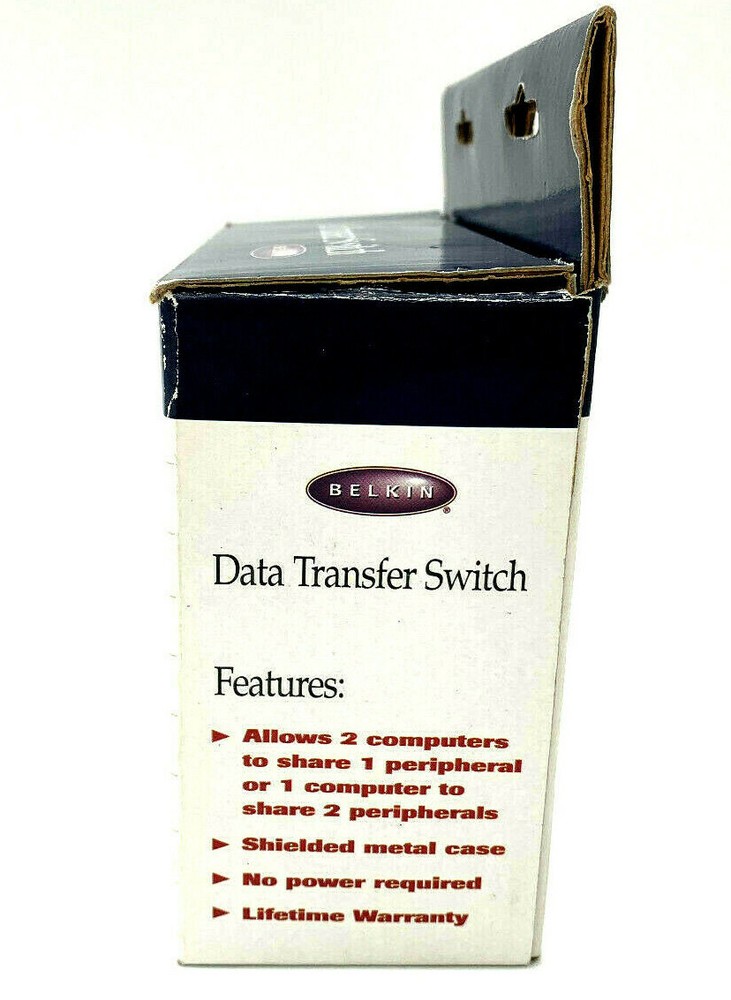 BELKIN
®
Data Transfer Switch
Features:
► Allows 2 computers
to share 1 peripheral
or 1 computer to
share 2 peripherals
► Shielded metal case
► No power required
► Lifetime Warranty